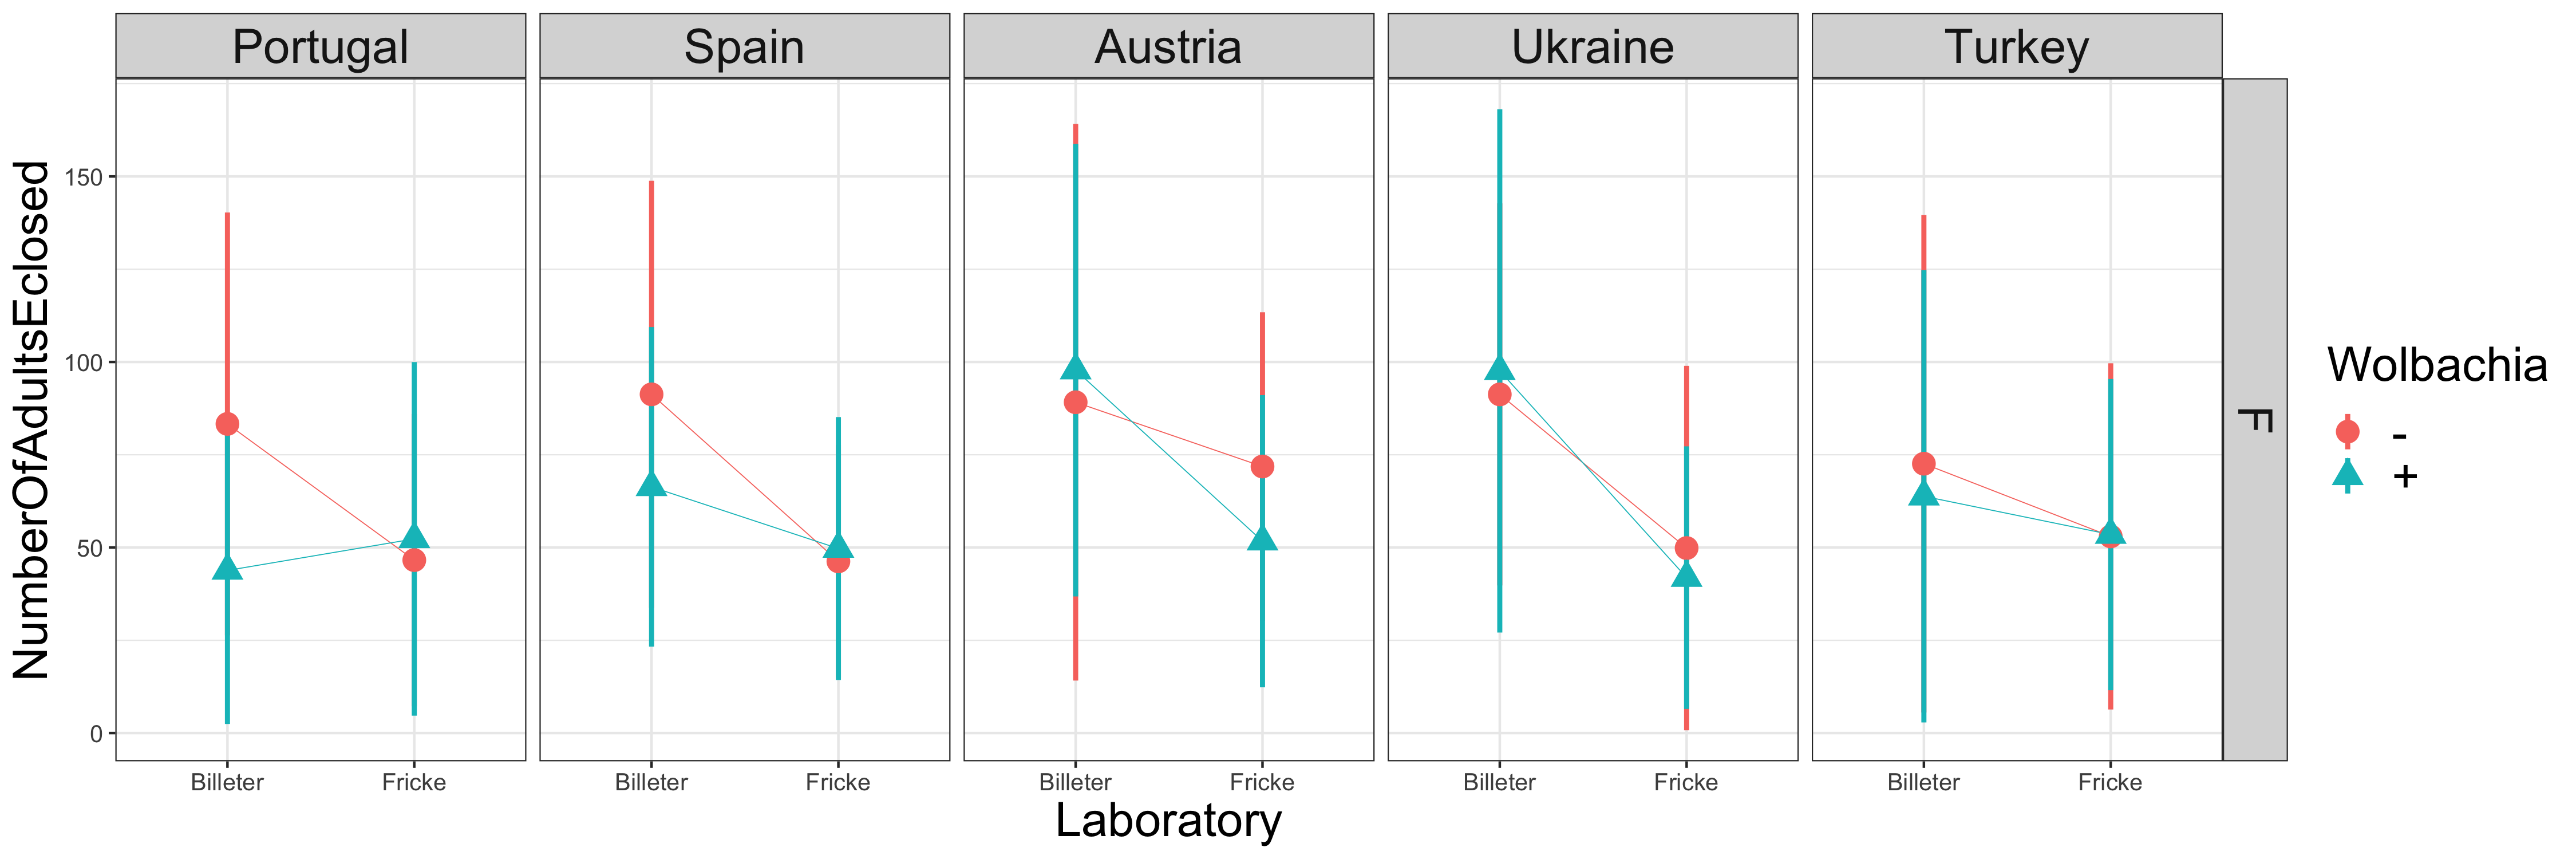 Portugal Spain Austria Ukraine Turkey
NumberOfAdultsEclosed
150
100
50
0
F
Wolbachia
-
+
Billeter Fricke Billeter Fricke Billeter Fricke Billeter Fricke Billeter Fricke
Laboratory